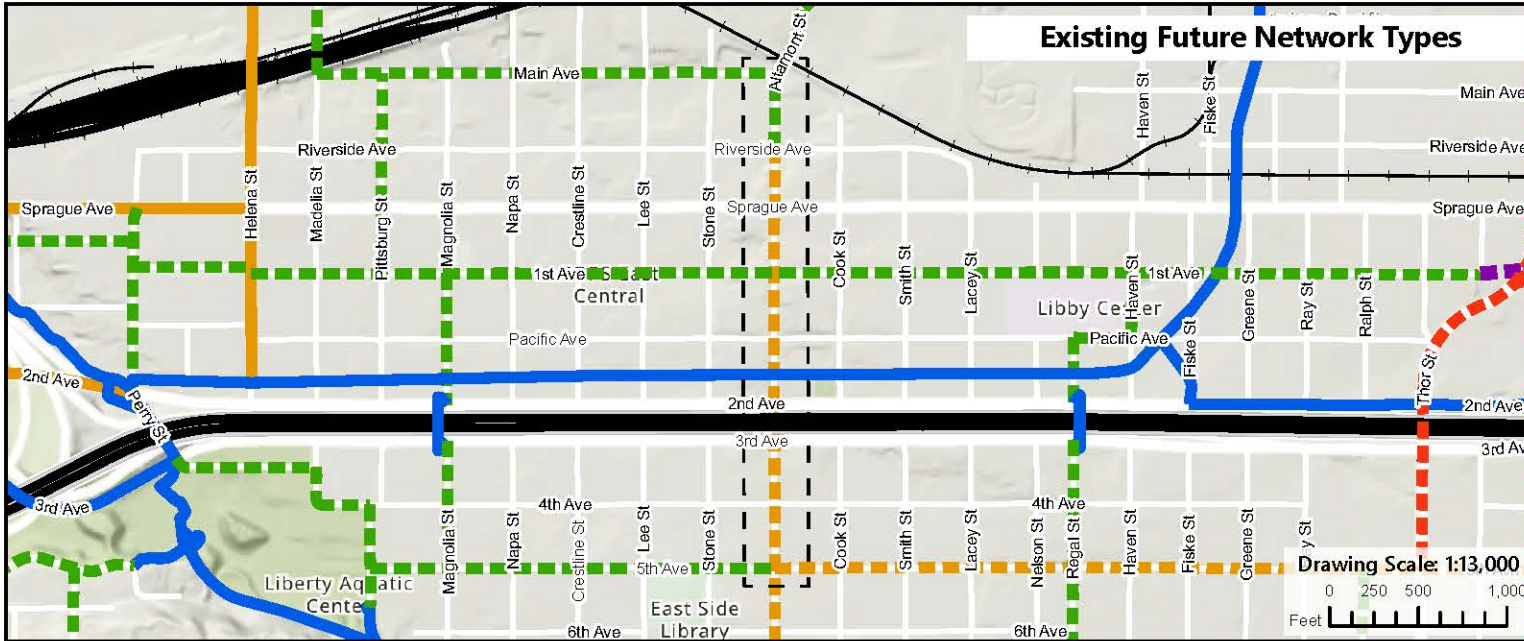 Existing Future Network Types
Altamont St
Main Ave
Haven St
Fiske St
Main Ave
Riverside Ave
Riverside Ave
Riverside Ave
Sprague Ave
Helena St
Madelia St
Pittsburg St
Magnolia St
Napa St
Crestline St
Lee St
Stone St
Sprague Ave
Sprague Ave
1st Ave
East
Central
Cook St
Smith St
Lacey St
Haven St
1st Ave
Libby Center
Greene St
Ray St
Ralph St
Pacific Ave
Pacific Ave
Fiske St
Thor St
2nd Ave
Perry St
2nd Ave
2nd Ave
3rd Ave
3rd Av
3rd Ave
4th Ave
4th Ave
Magnolia St
Napa St
Crestline St
Lee St
Stone St
Cook St
Smith St
Lacey St
Nelson St
Regal St
Haven St
Fiske St
Greene St
ay St
5th Ave
Liberty Aquatic
Cente
East Side
Library
6th Ave
6th Ave
Drawing Scale: 1:13,000
0 250 500 1,000
Feet